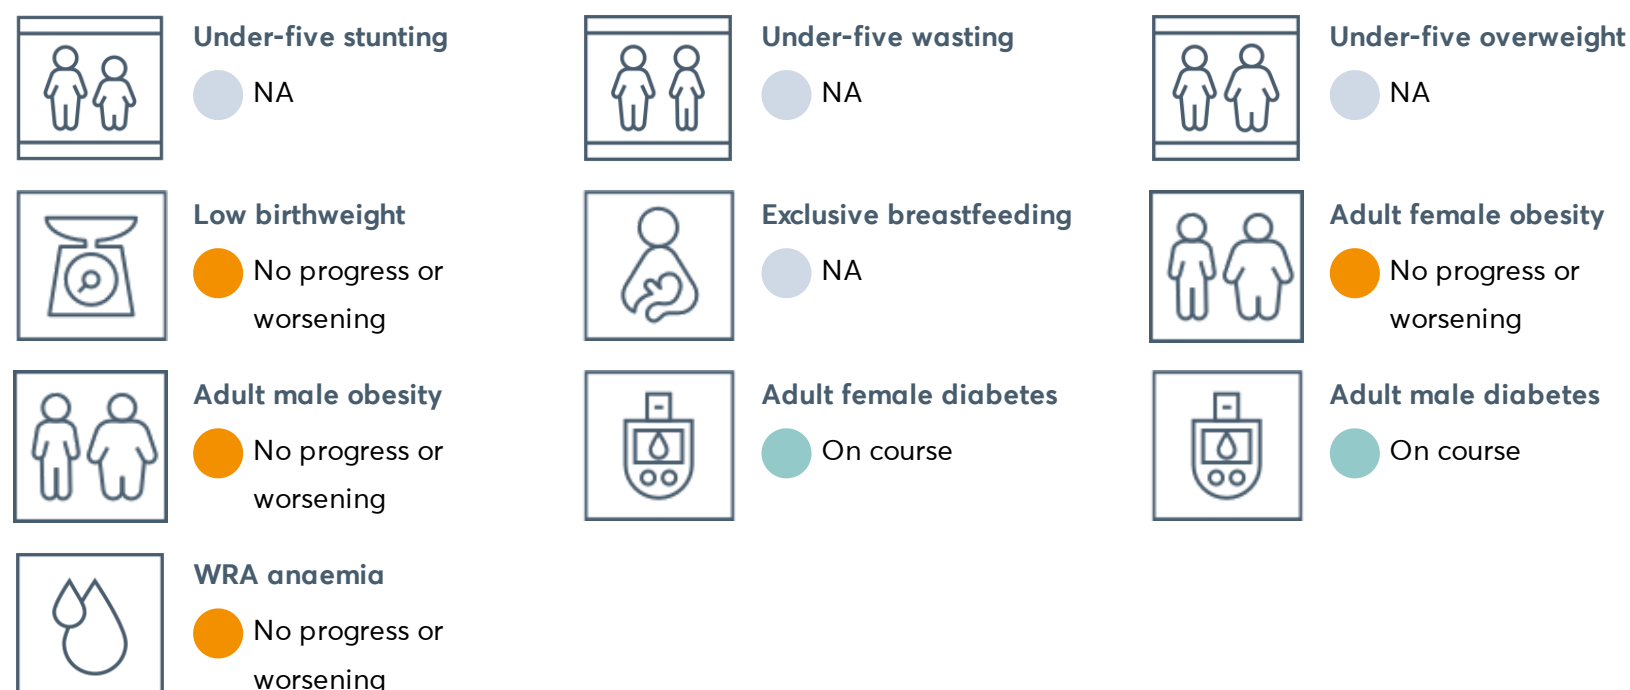 Under-five stunting
NA
Under-five wasting
NA
Under-five overweight
NA
Low birthweight
No progress or
worsening
Exclusive breastfeeding
NA
Adult female obesity
No progress or
worsening
Adult male obesity
No progress or
worsening
Adult female diabetes
On course
Adult male diabetes
On course
WRA anaemia
No progress or
worsening